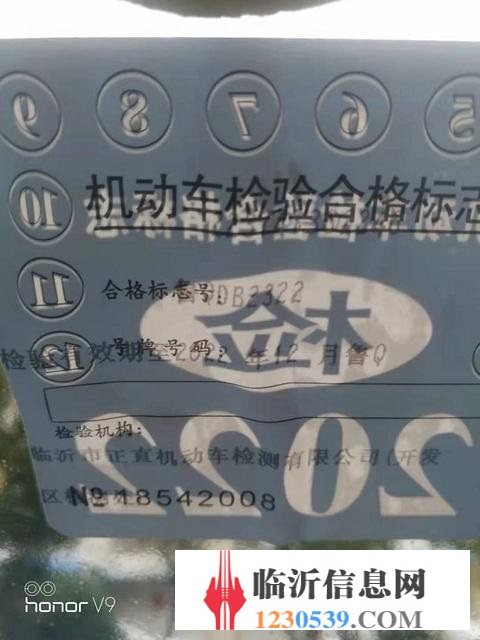 9 8 7 6 5
10 机动车检验合格标志
11 合格标志号:
DB2322
12 号牌号码:
检验有效期至2022年12月鲁Q
检验机构:
2022
临沂市正直机动车检测有限公司(开发
区
№18542008
honor V9
临沂信息网
1230539.com